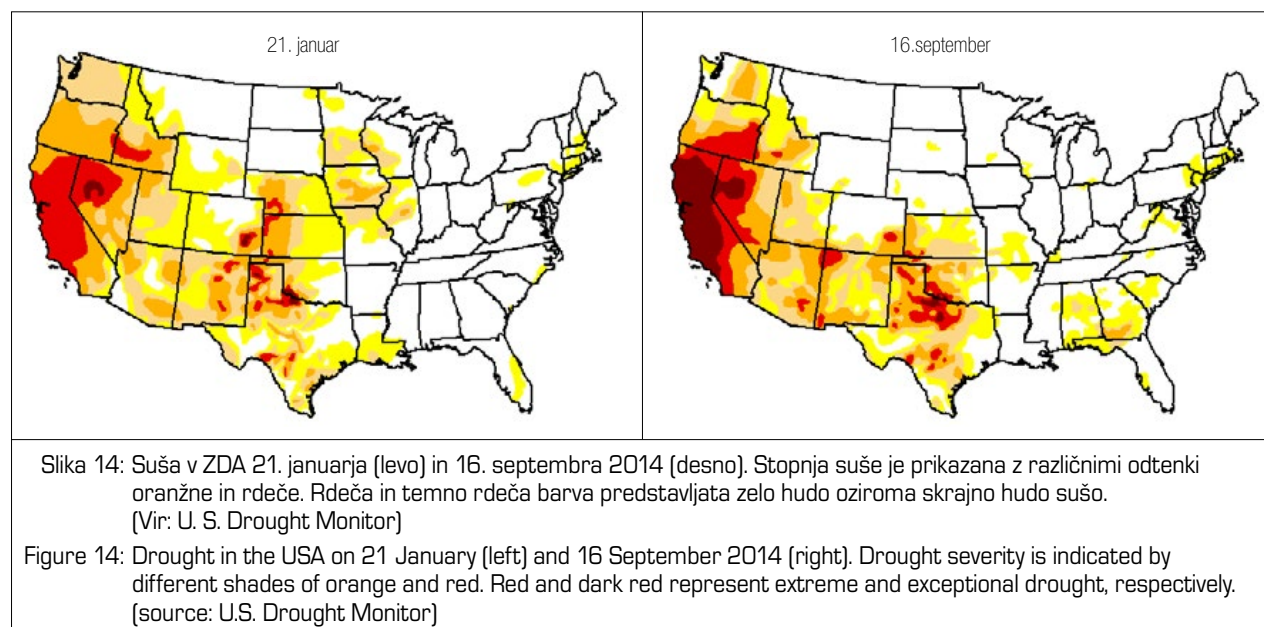 21. januar
16.september
Slika 14: Suša v ZDA 21. januarja (levo) in 16. septembra 2014 (desno). Stopnja suše je prikazana z različnimi odtenki
oranžne in rdeče. Rdeča in temno rdeča barva predstavljata zelo hudo oziroma skrajno hudo sušo.
(Vir: U. S. Drought Monitor)
Figure 14: Drought in the USA on 21 January (left) and 16 September 2014 (right). Drought severity is indicated by
different shades of orange and red. Red and dark red represent extreme and exceptional drought, respectively.
(source: U.S. Drought Monitor)